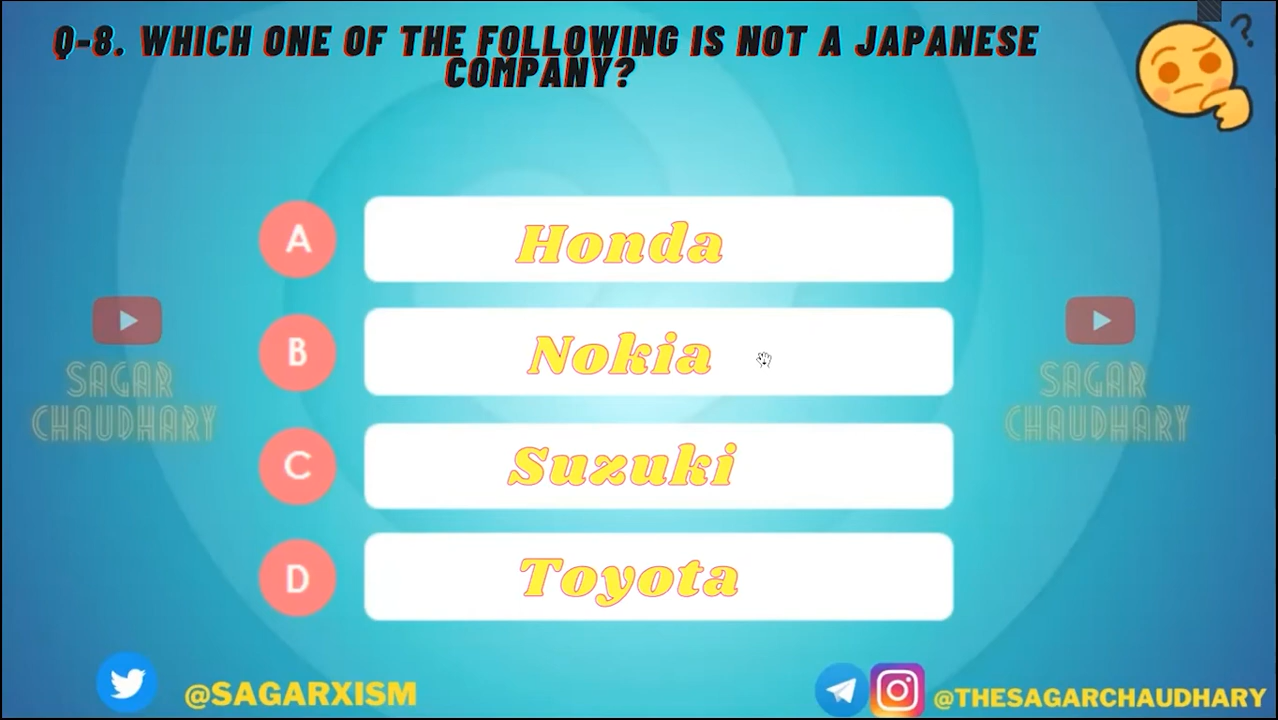 Q-8. WHICH ONE OF THE FOLLOWING IS NOT A JAPANESE
COMPANY?
A Honda
B Nokia
C Suzuki
D Toyota
SAGAR
CHAUDHARY
SAGAR
CHAUDHARY
@SAGARXISM
@THESAGARCHAUDHARY